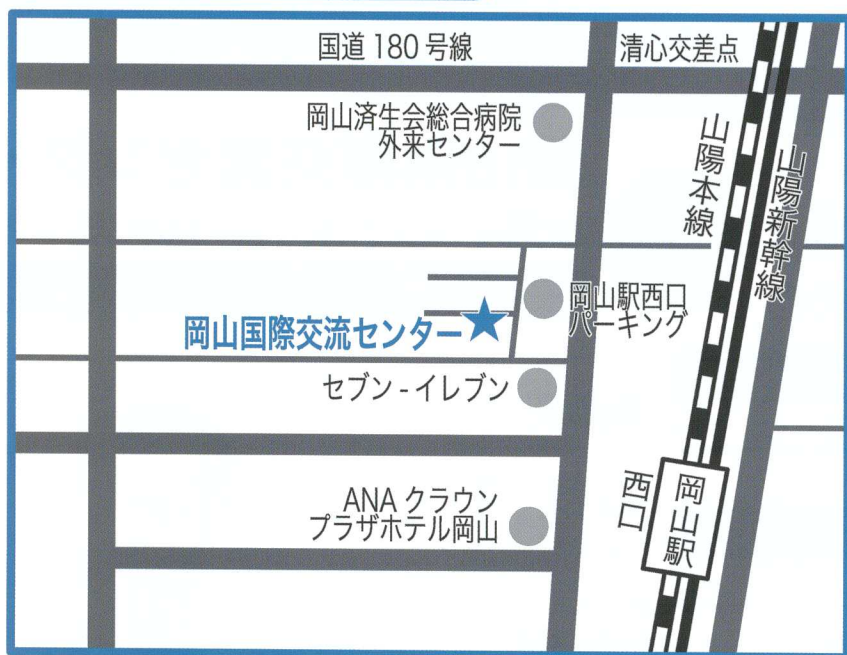 国道 180 号線
清心交差点
岡山済生会総合病院
外来センター
山陽本線
山陽新幹線
岡山駅西口
パーキング
岡山国際交流センター
セブン - イレブン
ANA クラウン
プラザホテル岡山
西口
岡山駅